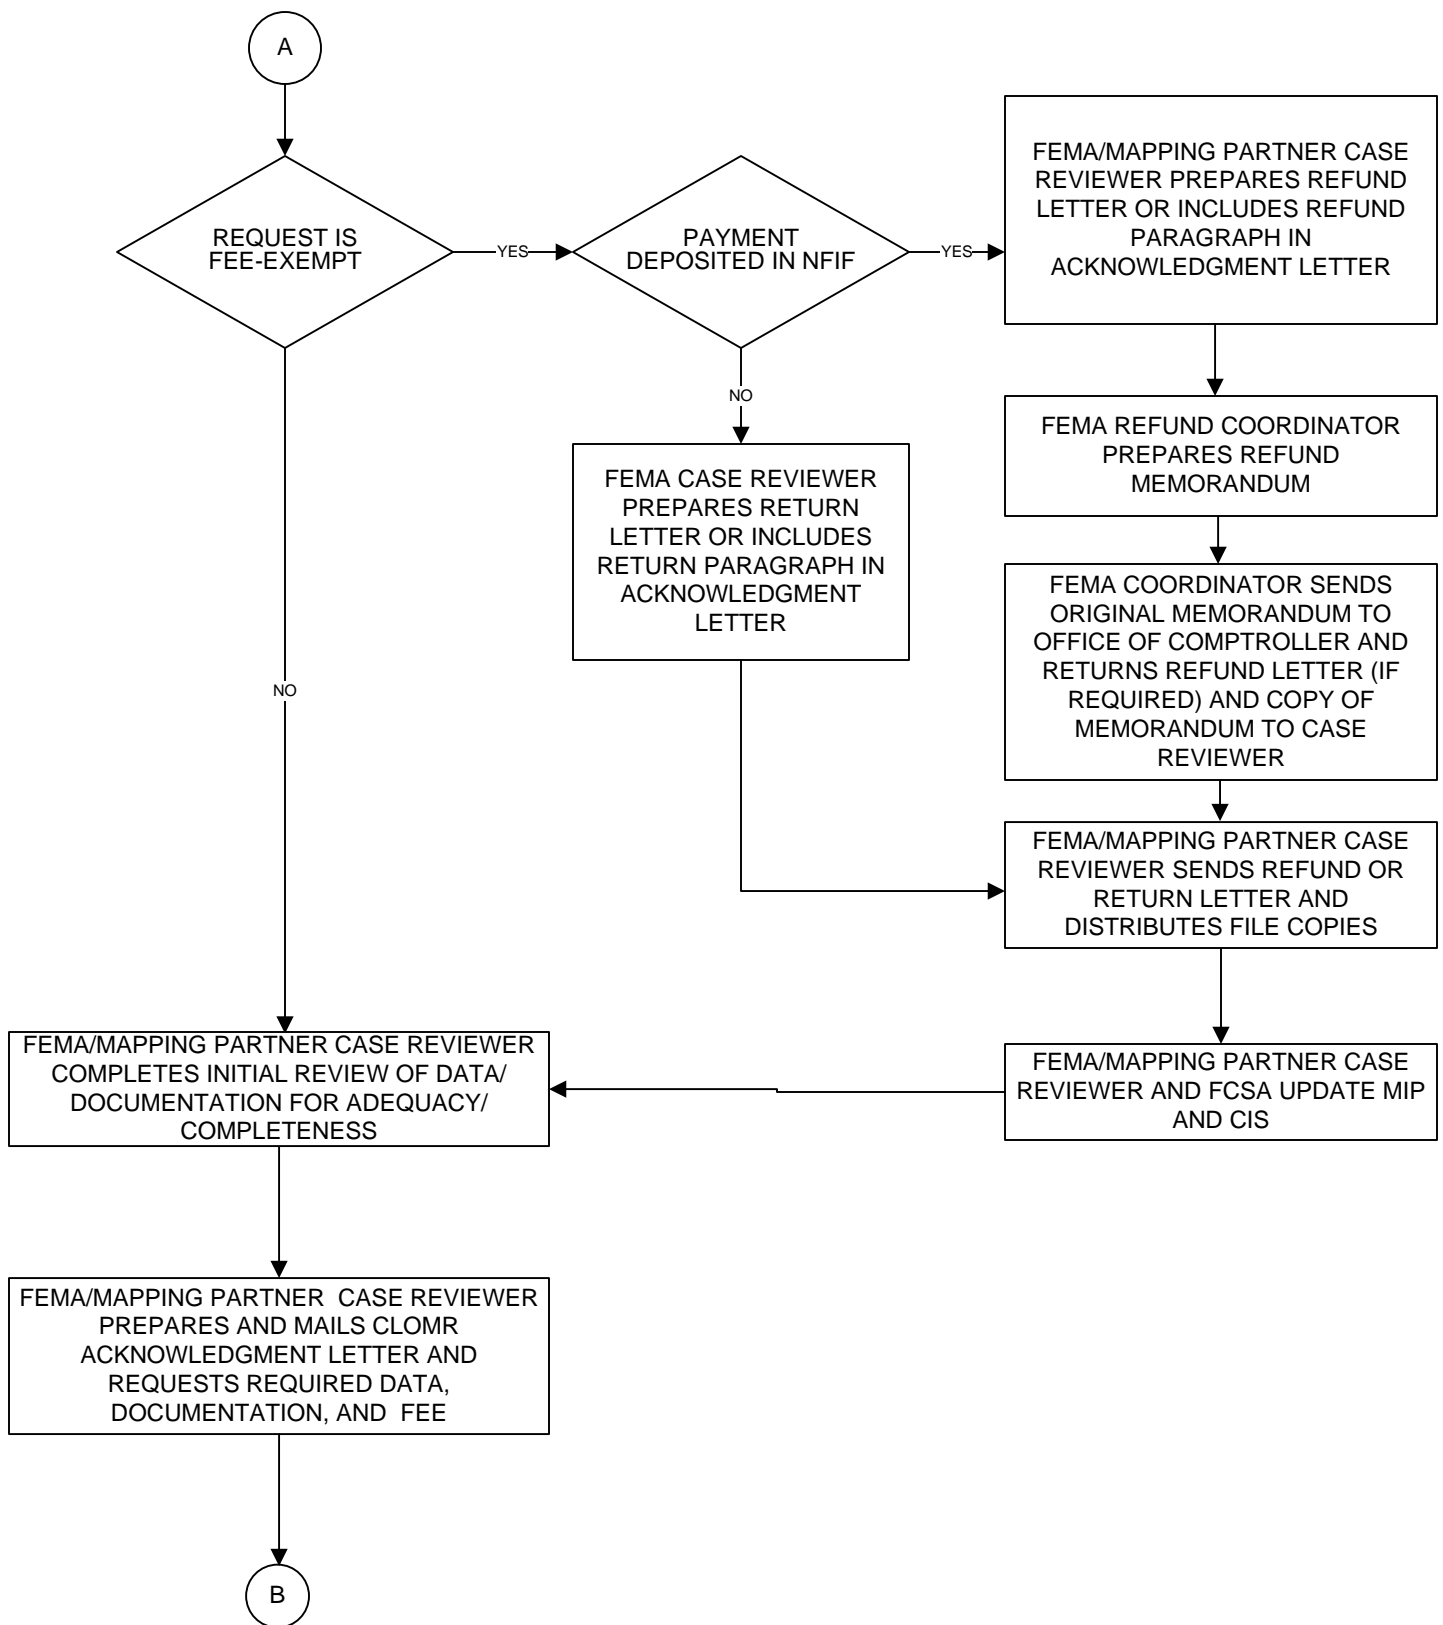 A
REQUEST IS
FEE-EXEMPT
YES
PAYMENT
DEPOSITED IN NFIF
YES
FEMA/MAPPING PARTNER CASE
REVIEWER PREPARES REFUND
LETTER OR INCLUDES REFUND
PARAGRAPH IN
ACKNOWLEDGMENT LETTER
NO
FEMA CASE REVIEWER
PREPARES RETURN
LETTER OR INCLUDES
RETURN PARAGRAPH IN
ACKNOWLEDGMENT
LETTER
FEMA REFUND COORDINATOR
PREPARES REFUND
MEMORANDUM
FEMA COORDINATOR SENDS
ORIGINAL MEMORANDUM TO
OFFICE OF COMPTROLLER AND
RETURNS REFUND LETTER (IF
REQUIRED) AND COPY OF
MEMORANDUM TO CASE
REVIEWER
NO
FEMA/MAPPING PARTNER CASE
REVIEWER SENDS REFUND OR
RETURN LETTER AND
DISTRIBUTES FILE COPIES
FEMA/MAPPING PARTNER CASE
REVIEWER AND FCSA UPDATE MIP
AND CIS
FEMA/MAPPING PARTNER CASE REVIEWER
COMPLETES INITIAL REVIEW OF DATA/
DOCUMENTATION FOR ADEQUACY/
COMPLETENESS
FEMA/MAPPING PARTNER  CASE REVIEWER
PREPARES AND MAILS CLOMR
ACKNOWLEDGMENT LETTER AND
REQUESTS REQUIRED DATA,
DOCUMENTATION, AND  FEE
B